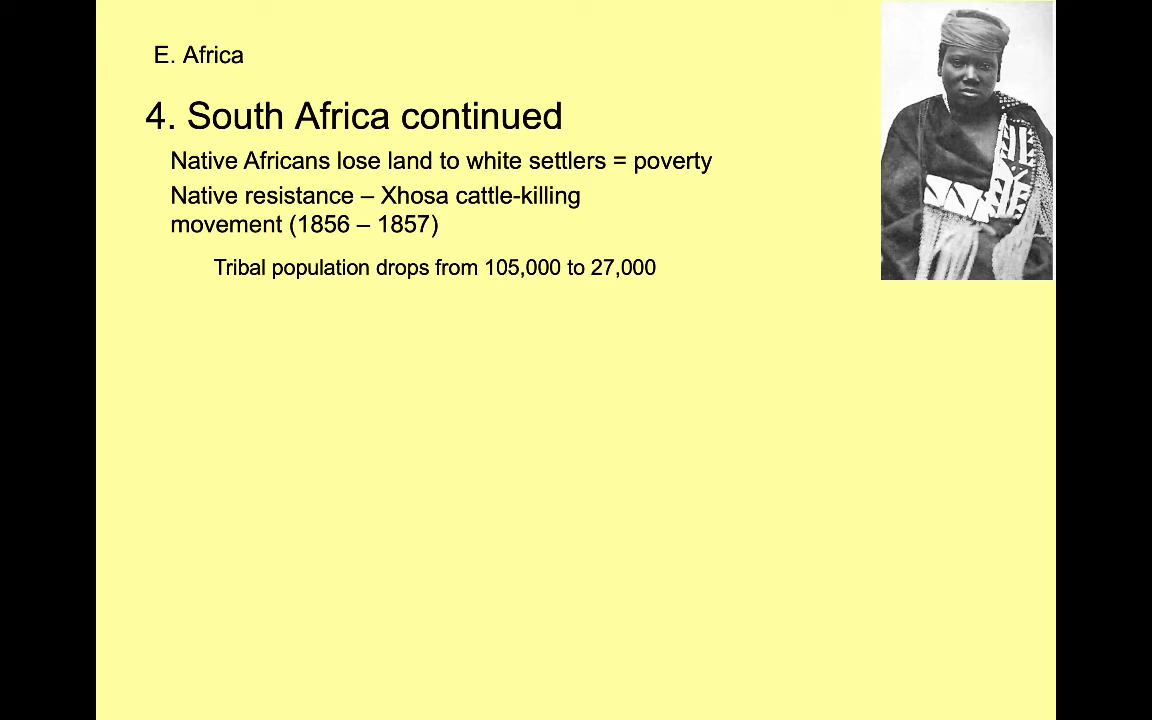 E. Africa
4. South Africa continued
Native Africans lose land to white settlers = poverty
Native resistance – Xhosa cattle-killing
movement (1856 – 1857)
Tribal population drops from 105,000 to 27,000